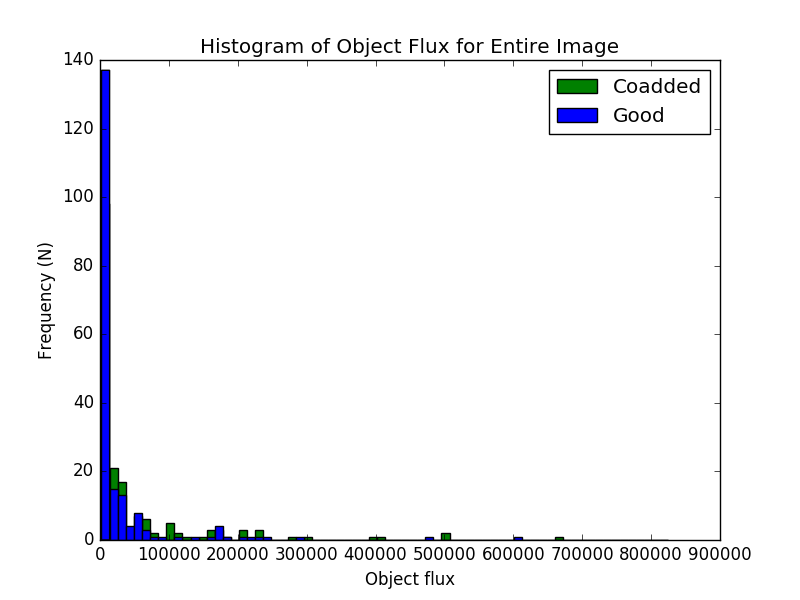 Histogram of Object Flux for Entire Image
Coadded
Good
140
120
100
80
60
40
20
0
Frequency (N)
0 100000 200000 300000 400000 500000 600000 700000 800000 900000
Object flux